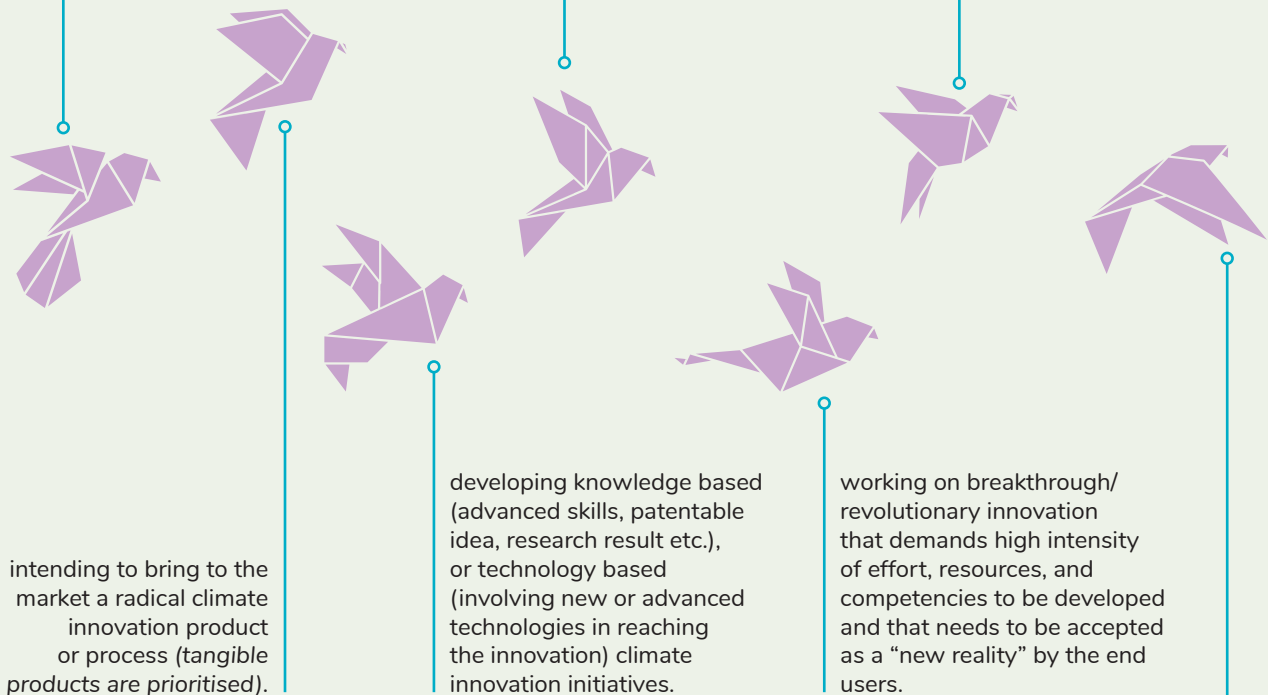 intending to bring to the
market a radical climate
innovation product
or process (tangible
products are prioritised).
developing knowledge based
(advanced skills, patentable
idea, research result etc.),
or technology based
(involving new or advanced
technologies in reaching
the innovation) climate
innovation initiatives.
working on breakthrough/
revolutionary innovation
that demands high intensity
of effort, resources, and
competencies to be developed
and that needs to be accepted
as a “new reality” by the end
users.